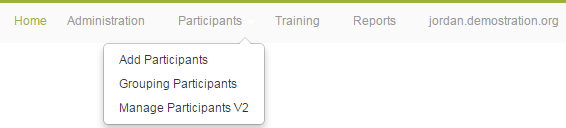 Home Administration Participants Training Reports jordan.demostration.org
Add Participants
Grouping Participants
Manage Participants V2